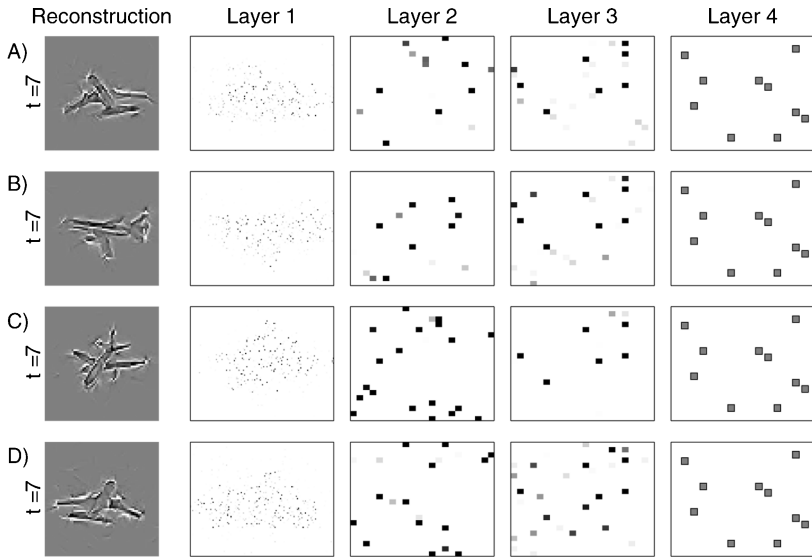 Reconstruction Layer 1 Layer 2 Layer 3 Layer 4
A) t =7
B) t =7
C) t =7
D) t =7